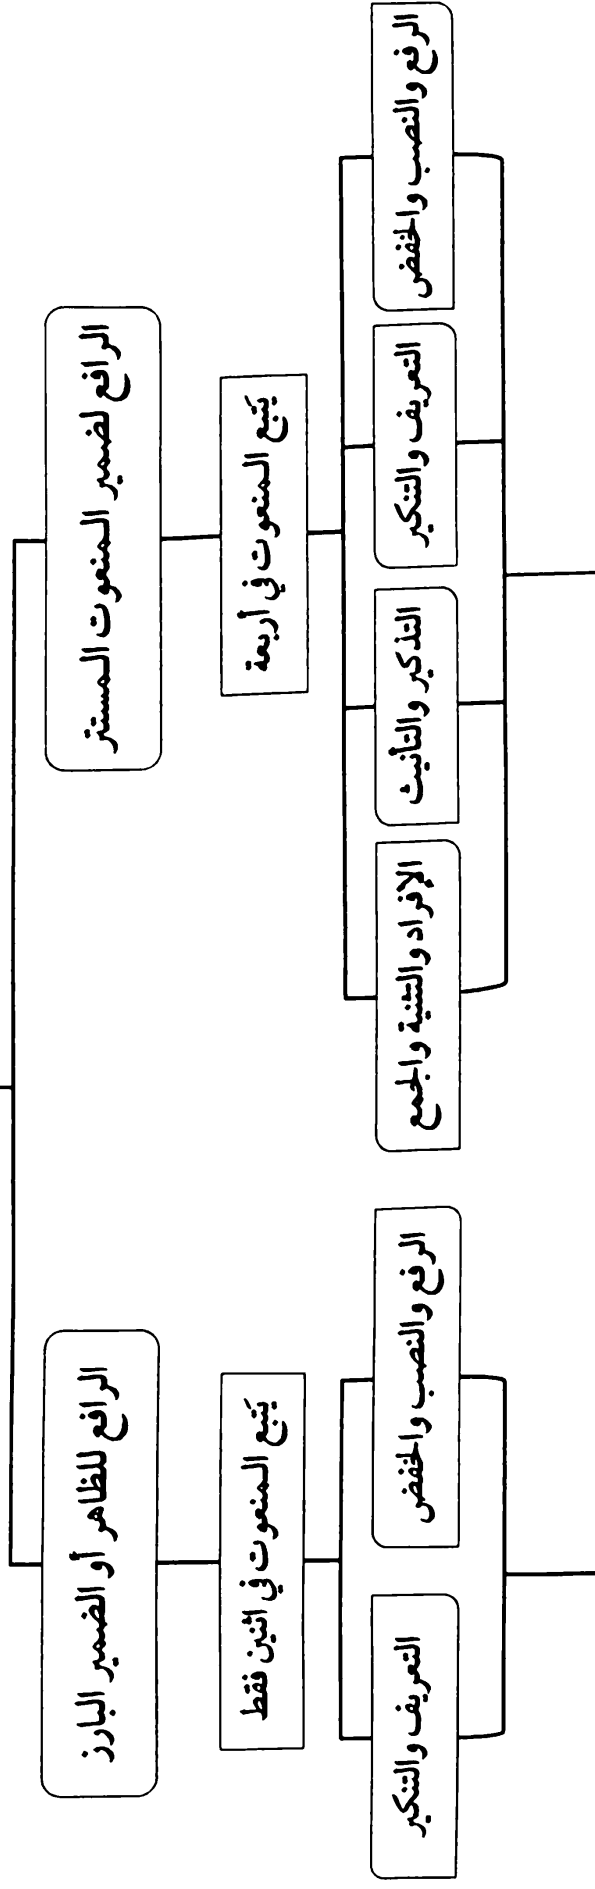 الرافع لضمير المنعوت المستتر
الرافع للظاهر أو الضمير البارز
يَتبع المنعوت في أربعة
يَتبع المنعوت في اثنين فقط
الرفع والنصب والخفض
التعريف والتنكير
التذكير والتأنيث
الإفراد والتثنية والجمع
الرفع والنصب والخفض
التعريف والتنكير